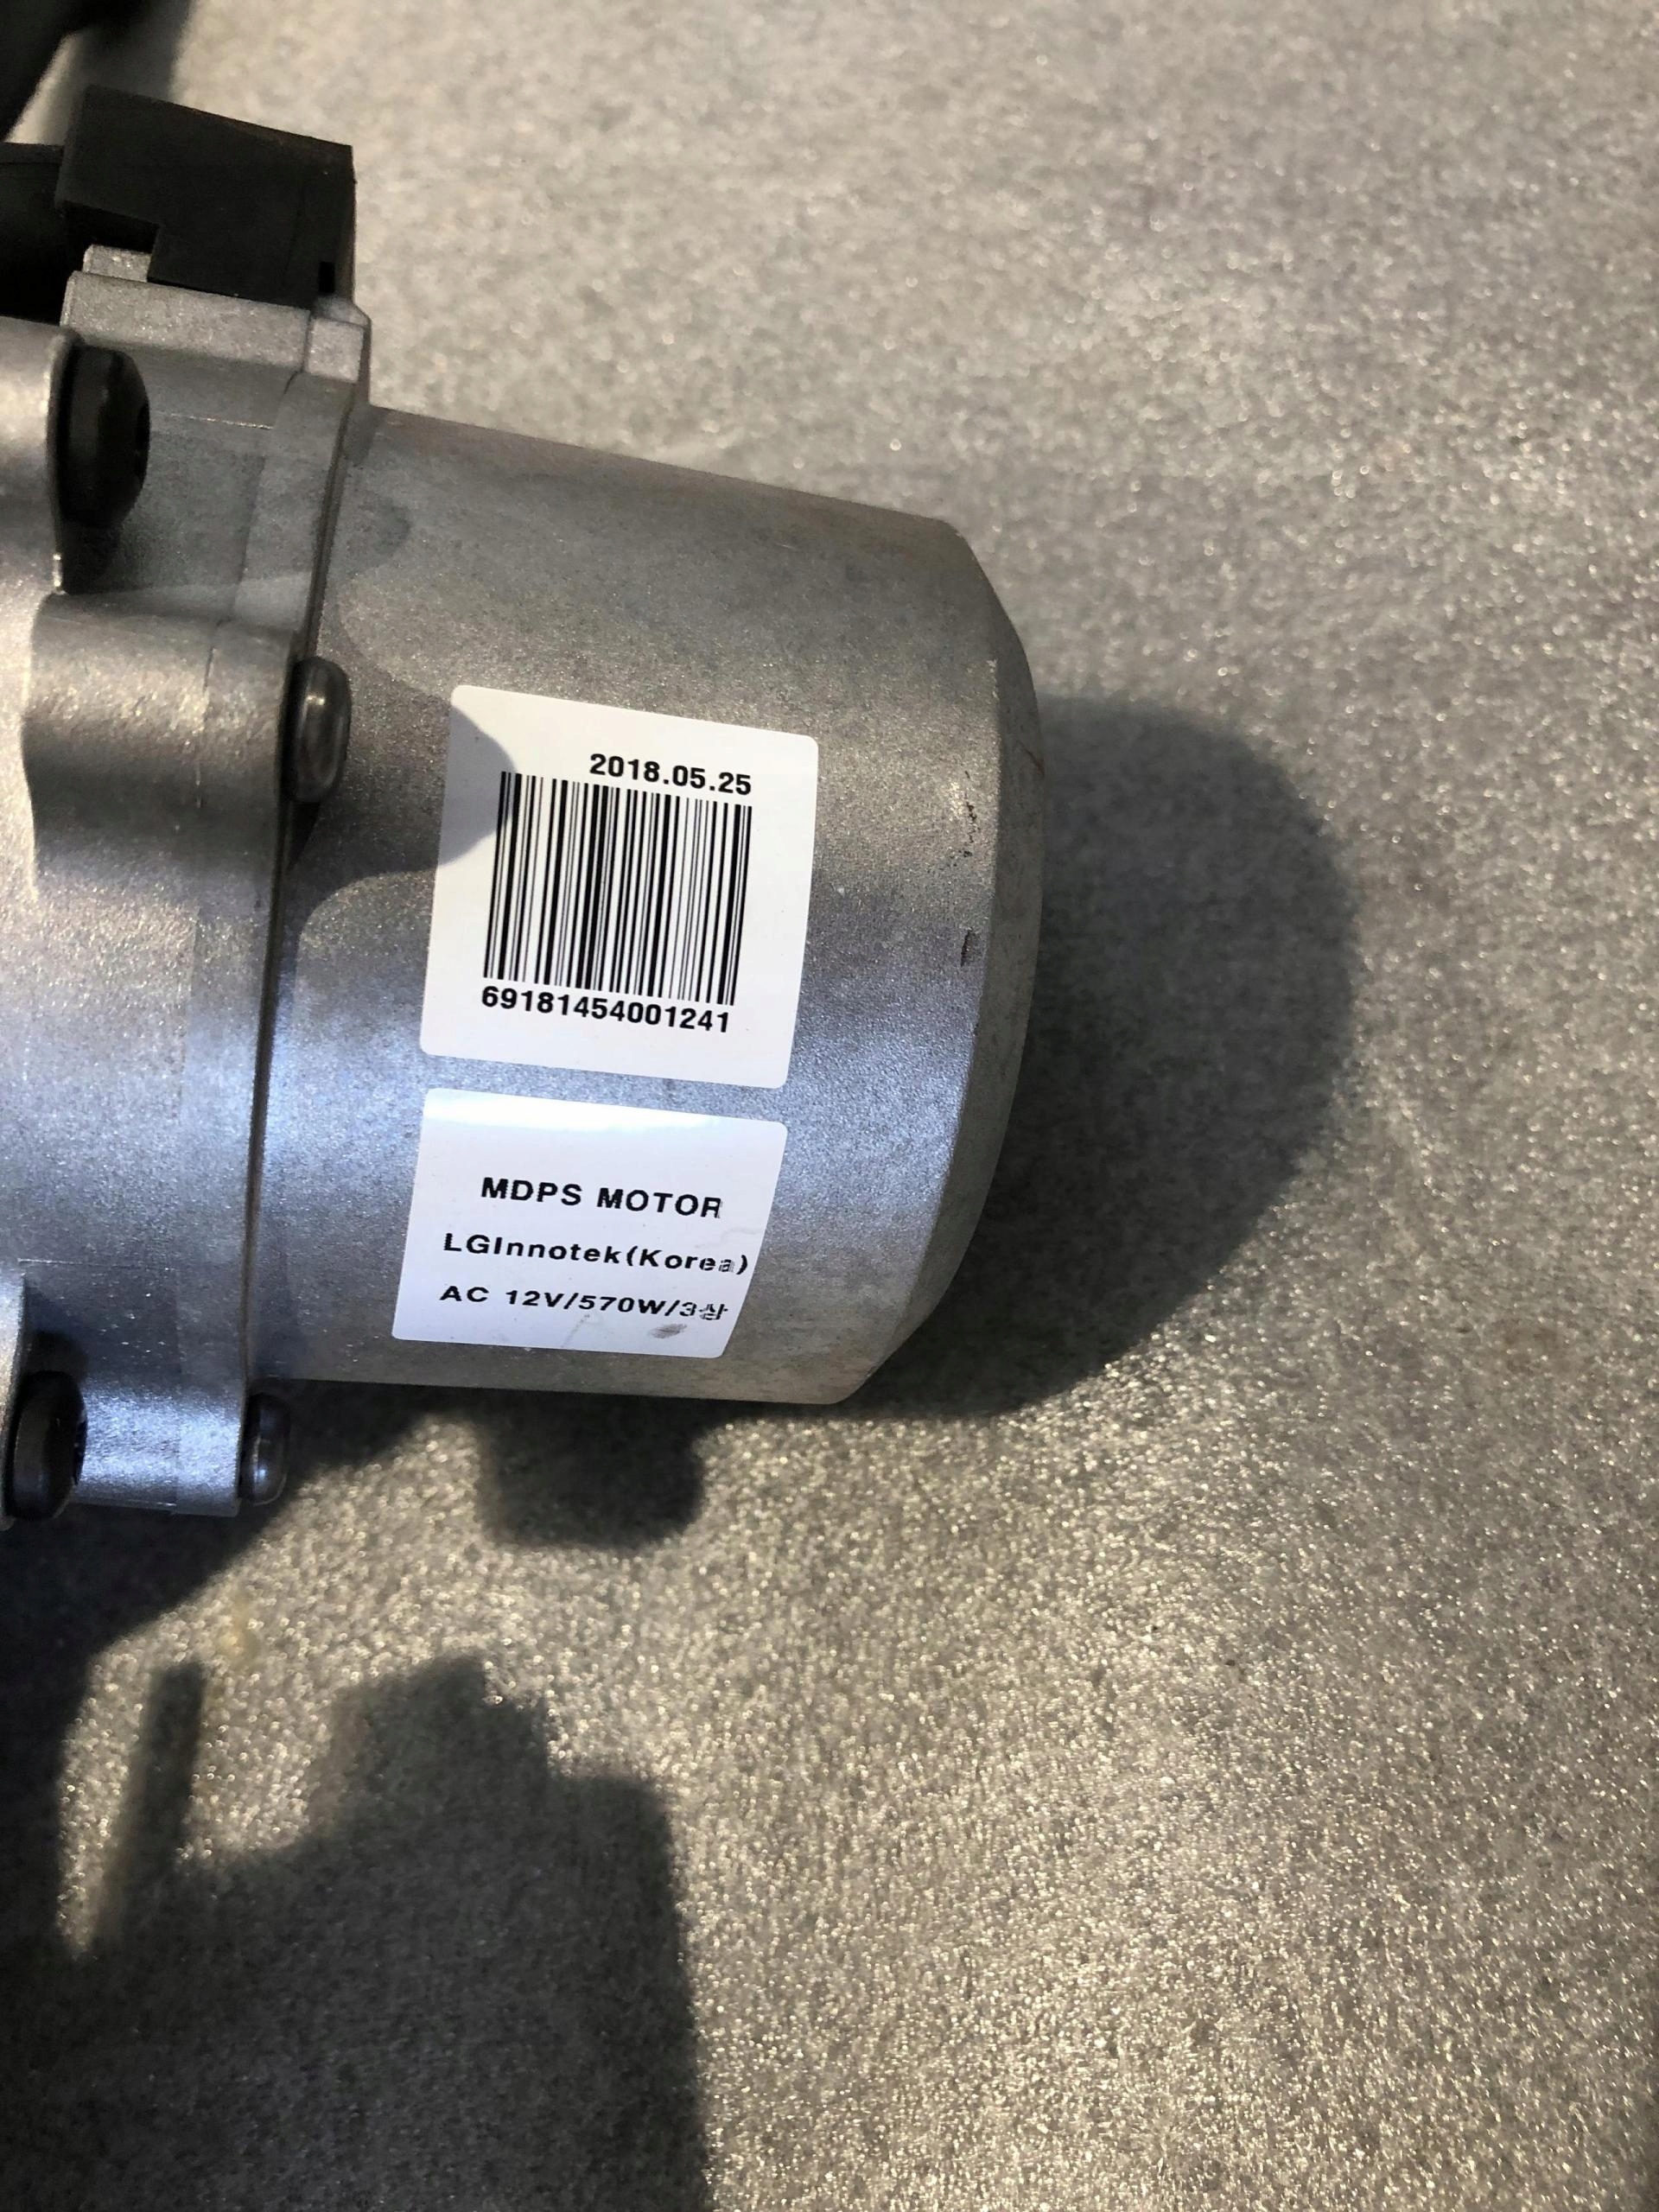 2018.05.25
69181454001241
MDPS MOTOR
LGInnotek(Korea)
AC 12V/570W/3상